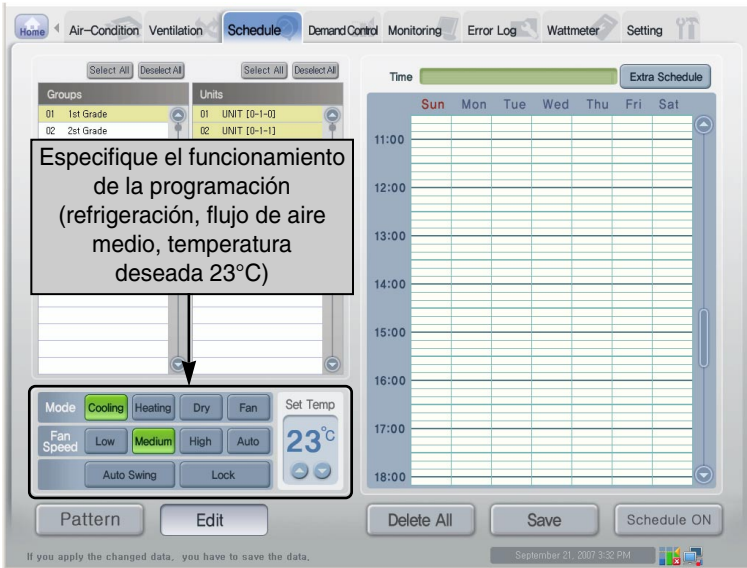 Home Air-Condition Ventilation Schedule Demand Control Monitoring Error Log Wattmeter Setting
Select All Deselect All Select All Deselect All
Groups Units
01 1st Grade 01 UNIT [0-1-0]
02 2st Grade 02 UNIT [0-1-1]
Especifique el funcionamiento
de la programación
(refrigeración, flujo de aire
medio, temperatura
deseada 23°C)
Mode Cooling Heating Dry Fan
Fan Speed Low Medium High Auto
Auto Swing Lock
Set Temp
23°C
Pattern Edit
Time Extra Schedule
Sun Mon Tue Wed Thu Fri Sat
11:00
12:00
13:00
14:00
15:00
16:00
17:00
18:00
Delete All Save Schedule ON
If you apply the changed data, you have to save the data,
September 21, 2007 3:32 PM